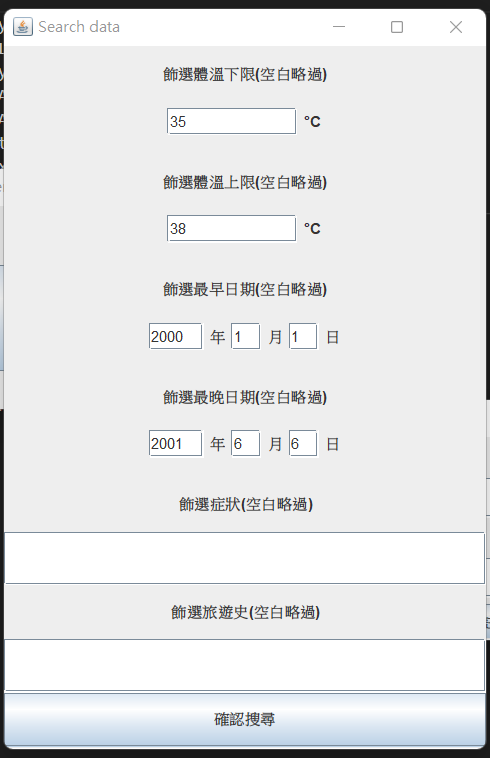 Search data
篩選體溫下限(空白略過)
35 °C
篩選體溫上限(空白略過)
38 °C
篩選最早日期(空白略過)
2000 年 1 月 1 日
篩選最晚日期(空白略過)
2001 年 6 月 6 日
篩選症狀(空白略過)
篩選旅遊史(空白略過)
確認搜尋